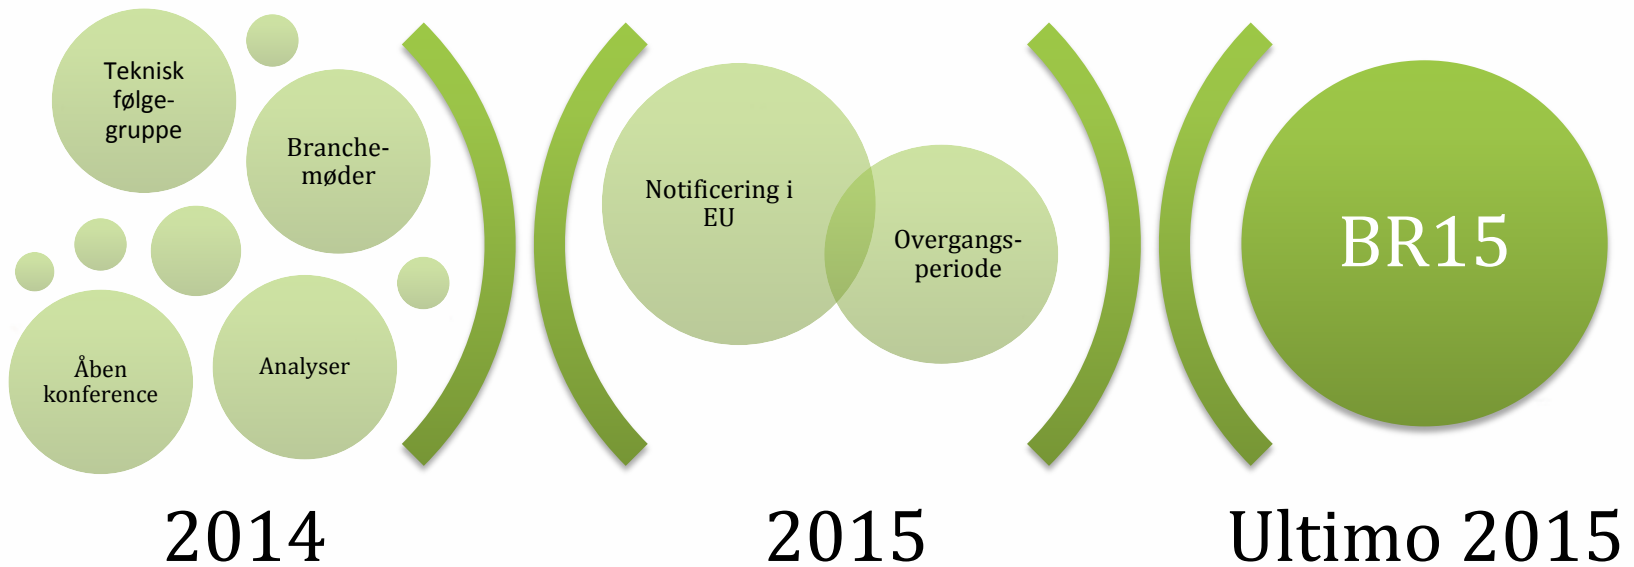 Teknisk
følge-
gruppe
Branche-
møder
Åben
konference
Analyser
Notificering i
EU
Overgangs-
periode
BR15
2014
2015
Ultimo 2015